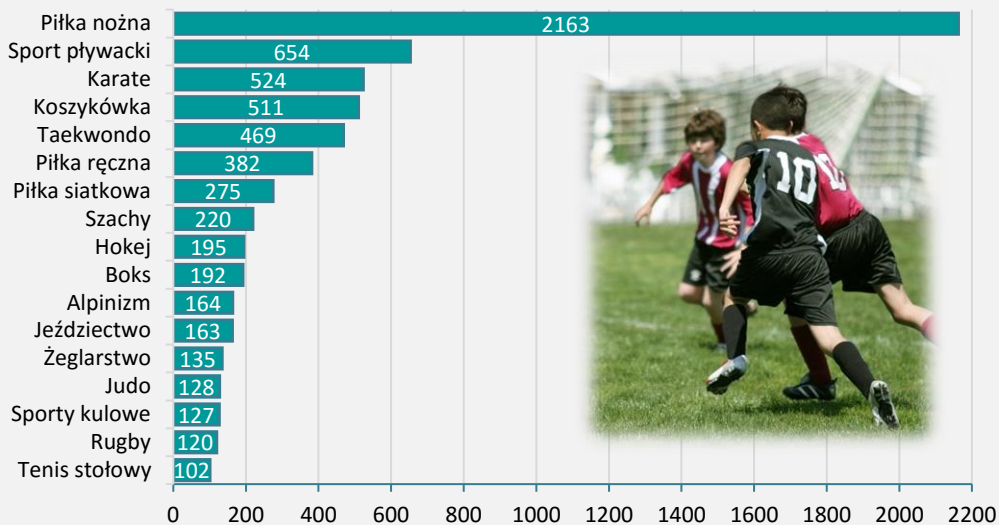 Piłka nożna 2163
Sport pływacki 654
Karate 524
Koszykówka 511
Taekwondo 469
Piłka ręczna 382
Piłka siatkowa 275
Szachy 220
Hokej 195
Boks 192
Alpinizm 164
Jeździectwo 163
Żeglarstwo 135
Judo 128
Sporty kulowe 127
Rugby 120
Tenis stołowy 102
0 200 400 600 800 1000 1200 1400 1600 1800 2000 2200
10